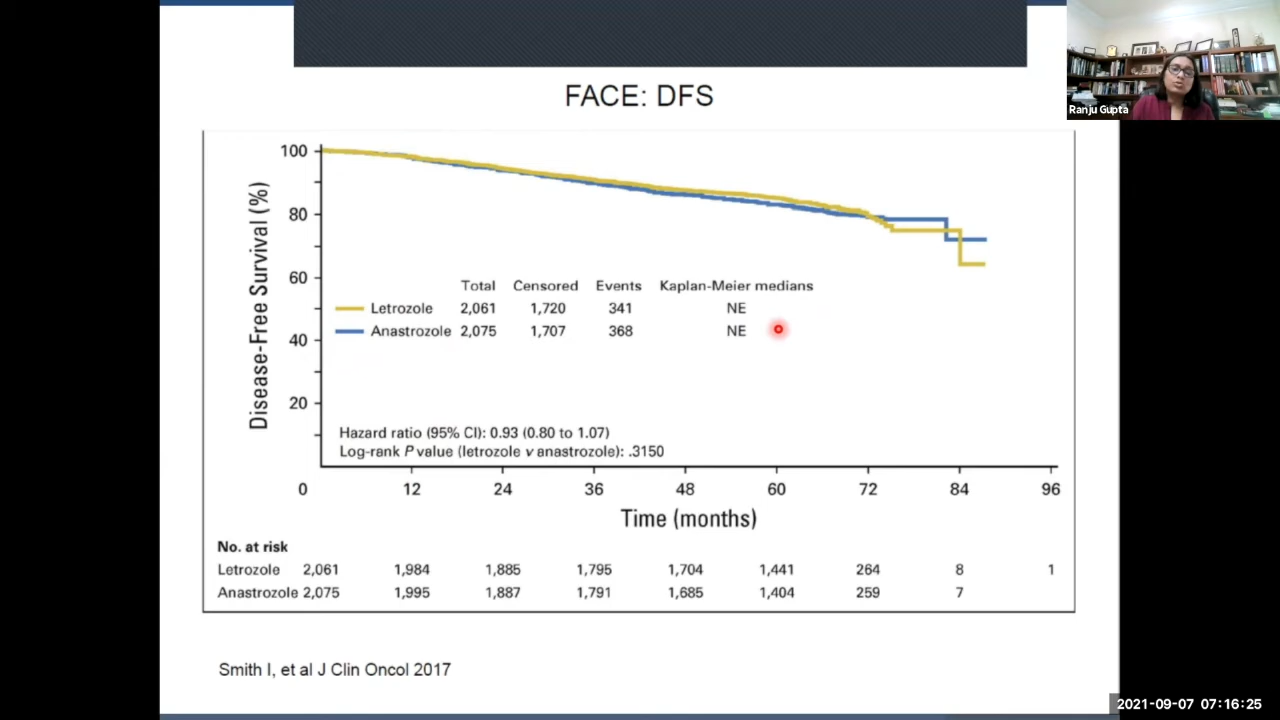 Ranju Gupta
FACE: DFS
Disease-Free Survival (%)
100
80
60
40
20
Total Censored Events Kaplan-Meier medians
Letrozole 2,061 1,720 341 NE
Anastrozole 2,075 1,707 368 NE
Hazard ratio (95% CI): 0.93 (0.80 to 1.07)
Log-rank P value (letrozole v anastrozole): .3150
0 12 24 36 48 60 72 84 96
Time (months)
No. at risk
Letrozole 2,061 1,984 1,885 1,795 1,704 1,441 264 8 1
Anastrozole 2,075 1,995 1,887 1,791 1,685 1,404 259 7
Smith I, et al J Clin Oncol 2017
2021-09-07 07:16:25